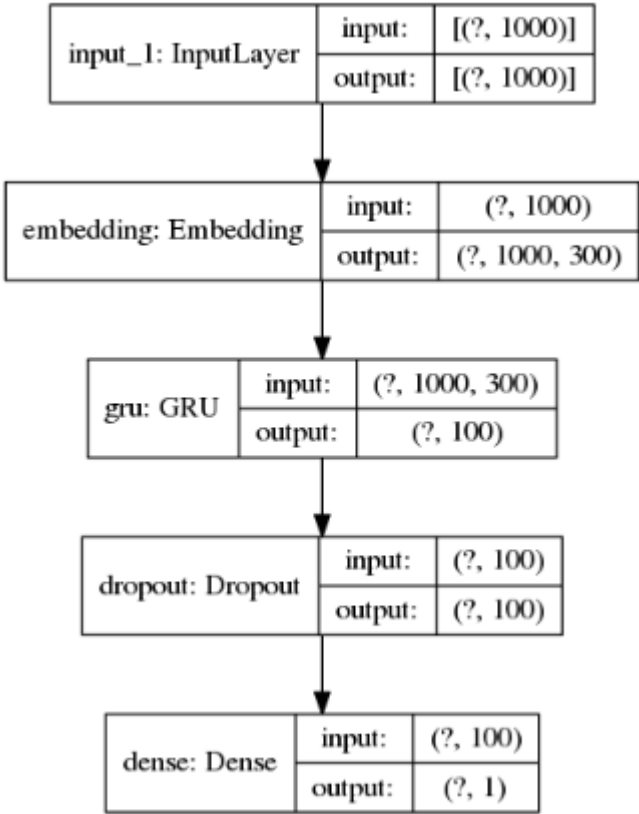 input_1: InputLayer
input:
[(?, 1000)]
output:
[(?, 1000)]
embedding: Embedding
input:
(?, 1000)
output:
(?, 1000, 300)
gru: GRU
input:
(?, 1000, 300)
output:
(?, 100)
dropout: Dropout
input:
(?, 100)
output:
(?, 100)
dense: Dense
input:
(?, 100)
output:
(?, 1)